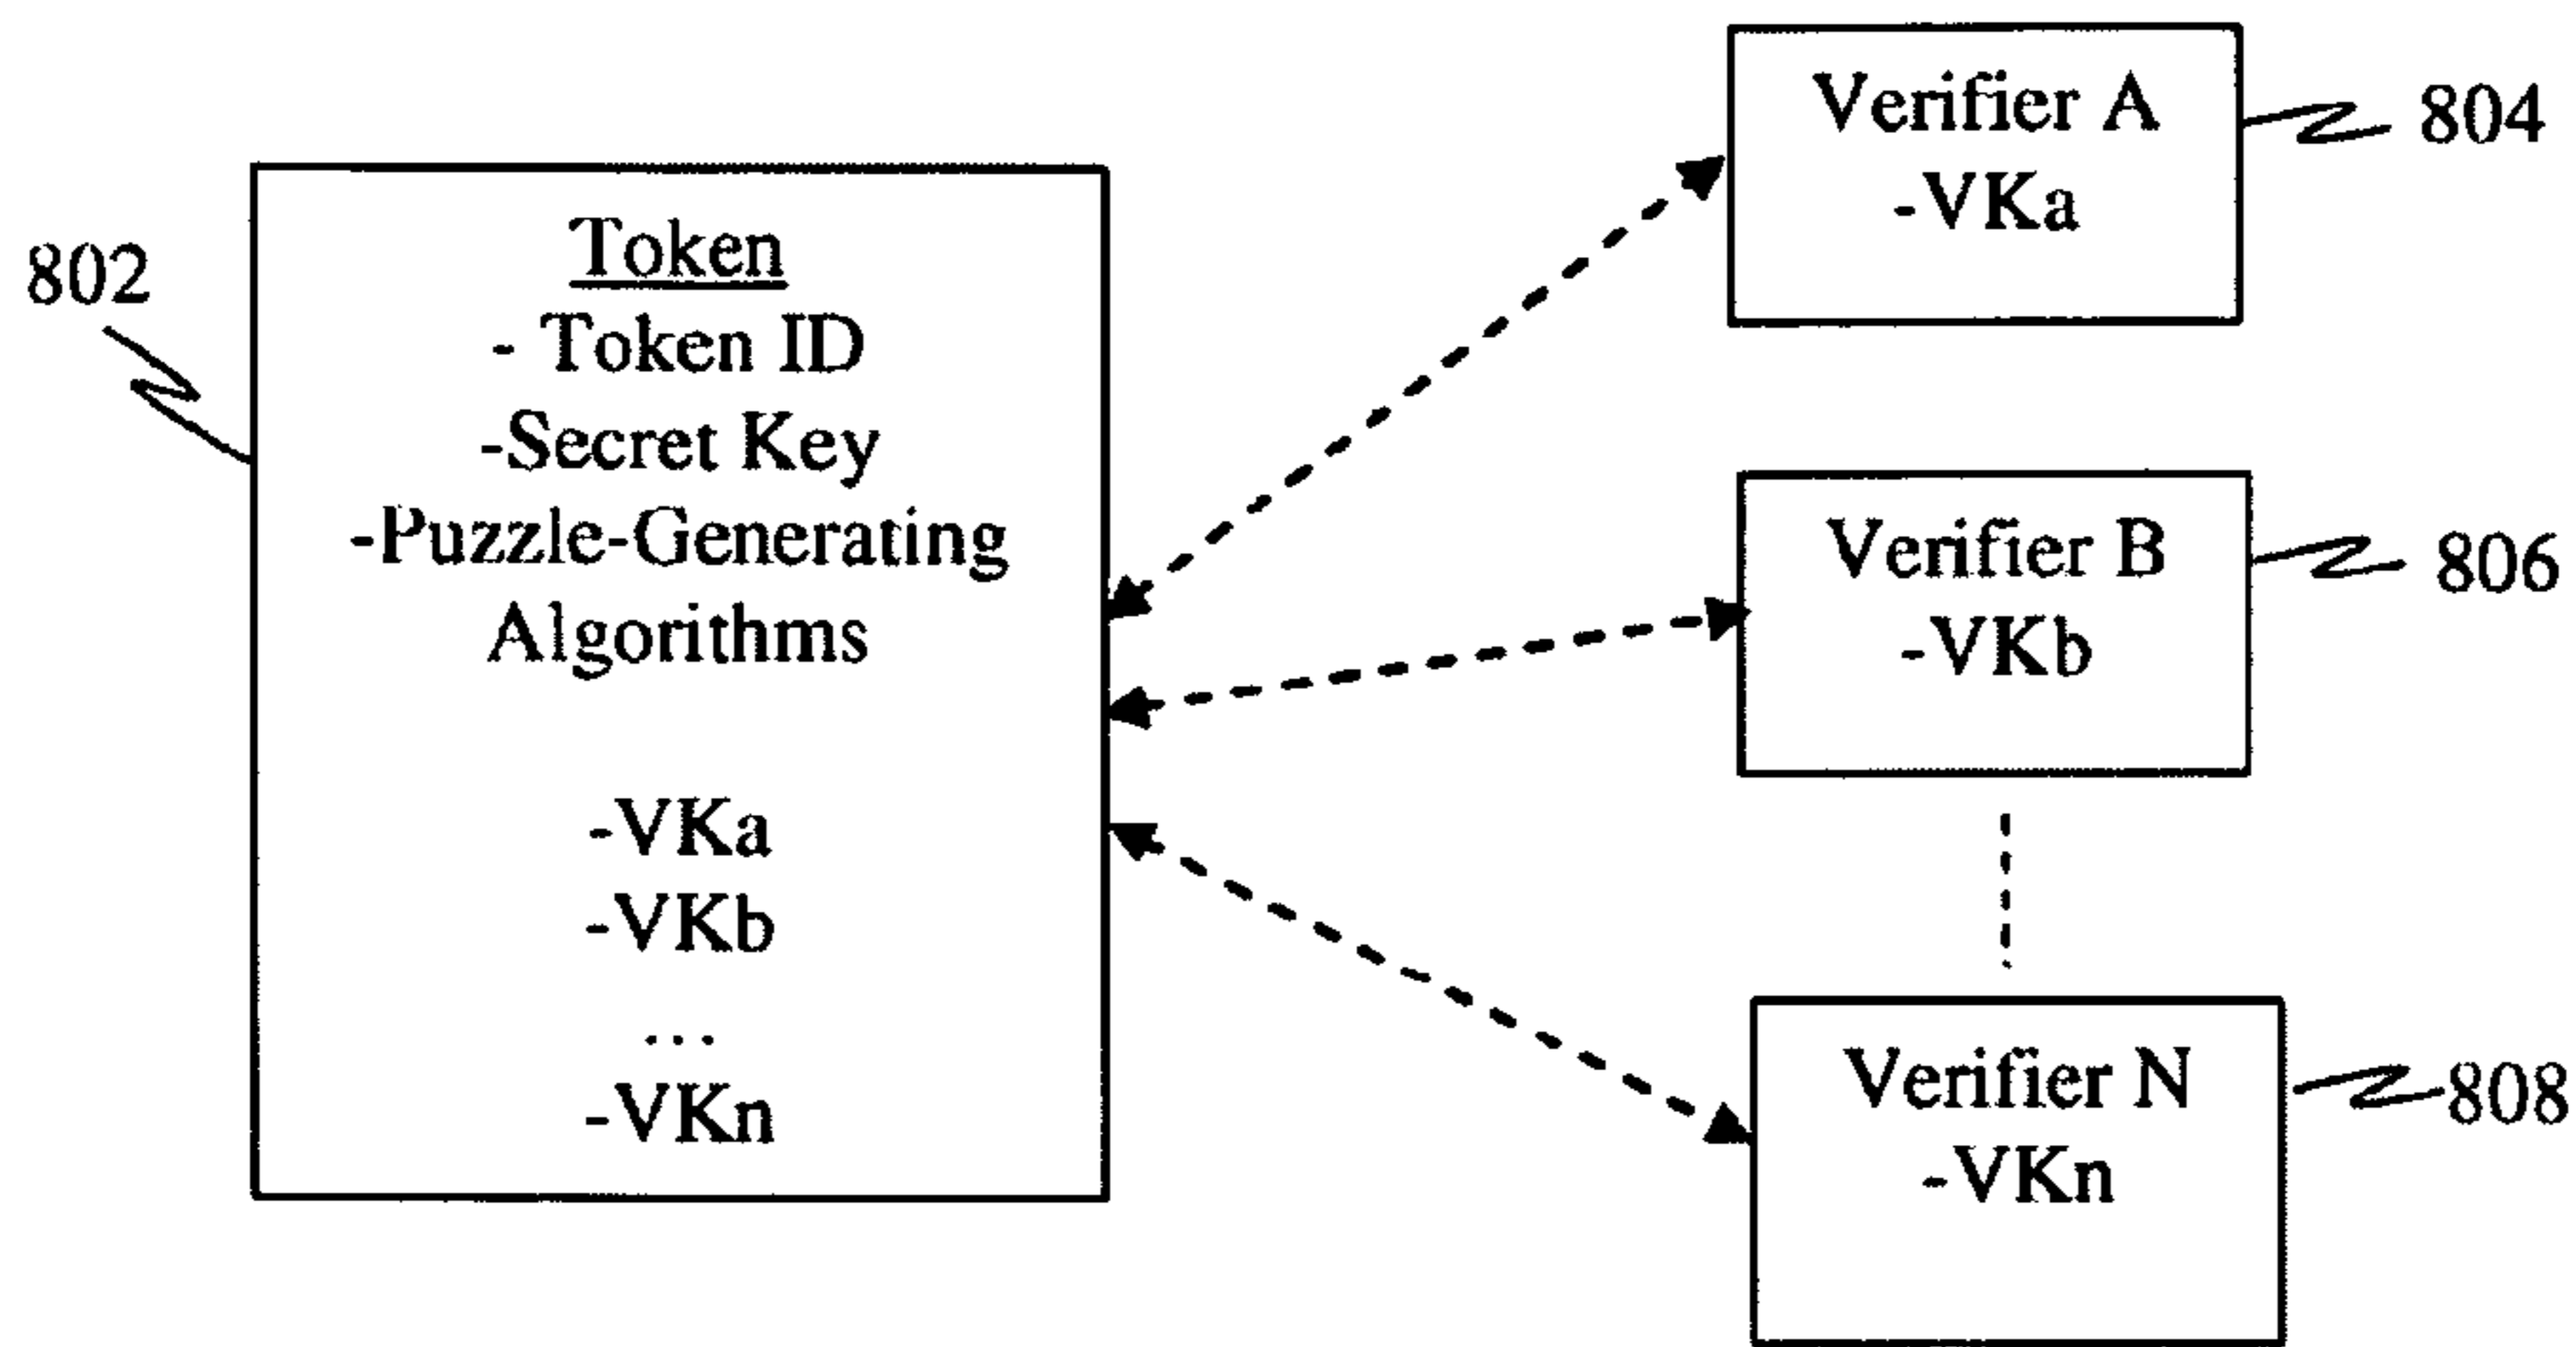 802
Token
- Token ID
-Secret Key
-Puzzle-Generating
Algorithms
-VKa
-VKb
...
-VKn
Verifier A
-VKa
804
Verifier B
-VKb
806
Verifier N
-VKn
808